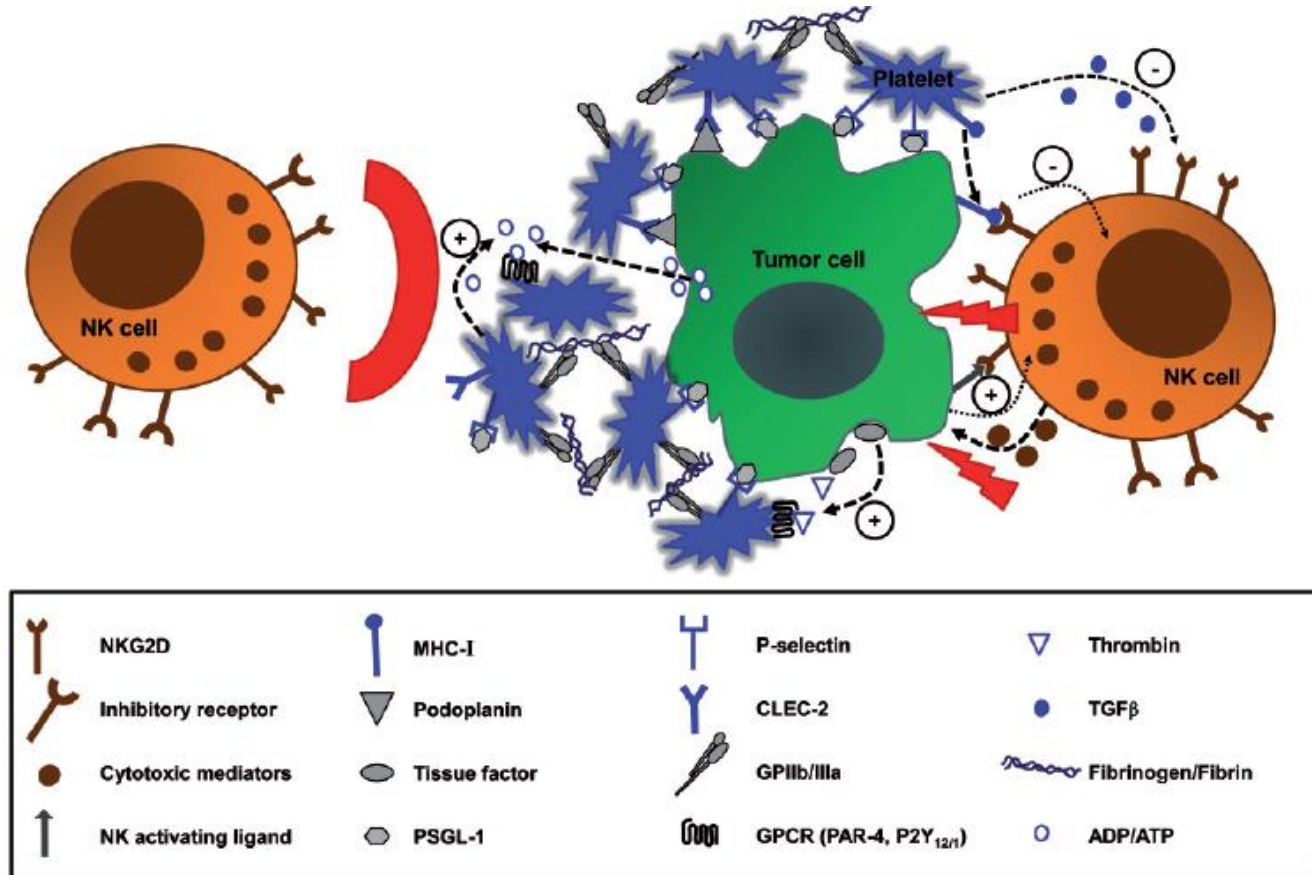 Platelet
-
-
+
Tumor cell
NK cell
NK cell
+
+
NKG2D
MHC-I
P-selectin
Thrombin
Inhibitory receptor
Podoplanin
CLEC-2
TGFβ
Cytotoxic mediators
Tissue factor
GPIIb/IIIa
Fibrinogen/Fibrin
NK activating ligand
PSGL-1
GPCR (PAR-4, P2Y12/1)
ADP/ATP